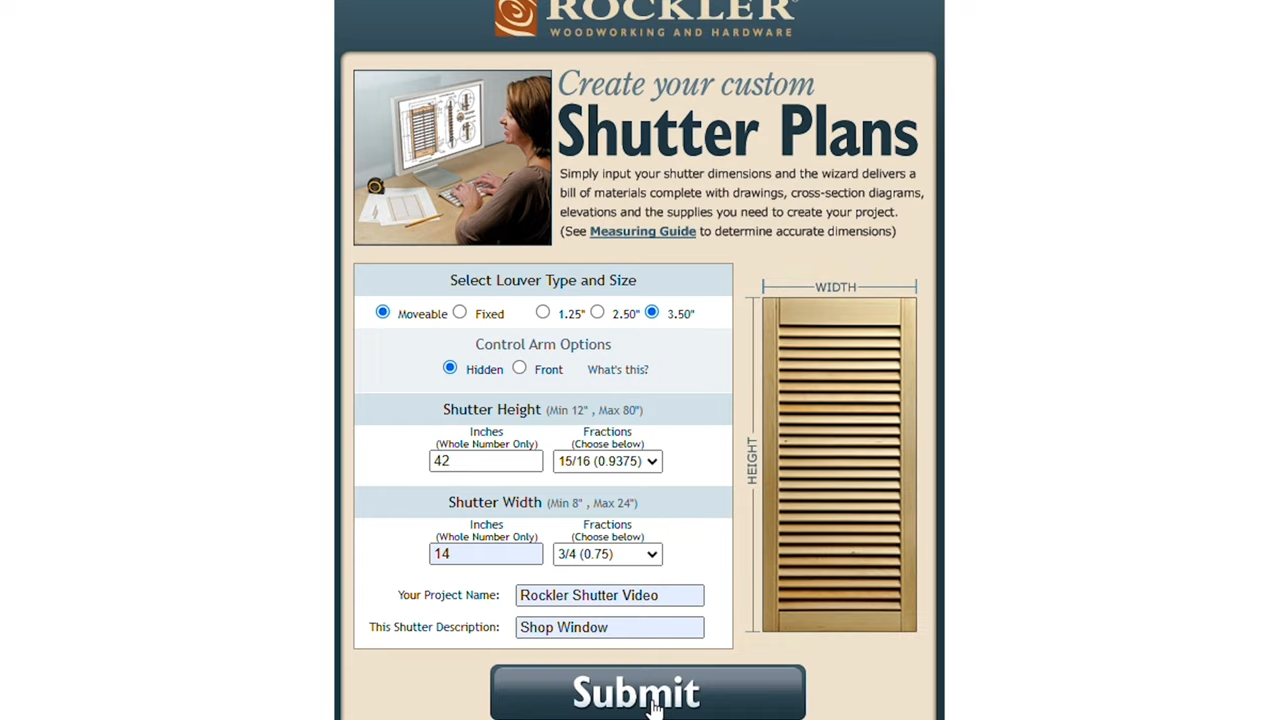 ROCKLER®
WOODWORKING AND HARDWARE
Create your custom
Shutter Plans
Simply input your shutter dimensions and the wizard delivers a
bill of materials complete with drawings, cross-section diagrams,
elevations and the supplies you need to create your project.
(See Measuring Guide to determine accurate dimensions)
Select Louver Type and Size
Moveable Fixed 1.25" 2.50" 3.50"
Control Arm Options
Hidden Front What's this?
Shutter Height (Min 12" , Max 80")
Inches Fractions
(Whole Number Only) (Choose below)
42 15/16 (0.9375)
Shutter Width (Min 8" , Max 24")
Inches Fractions
(Whole Number Only) (Choose below)
14 3/4 (0.75)
Your Project Name: Rockler Shutter Video
This Shutter Description: Shop Window
WIDTH
HEIGHT
Submit